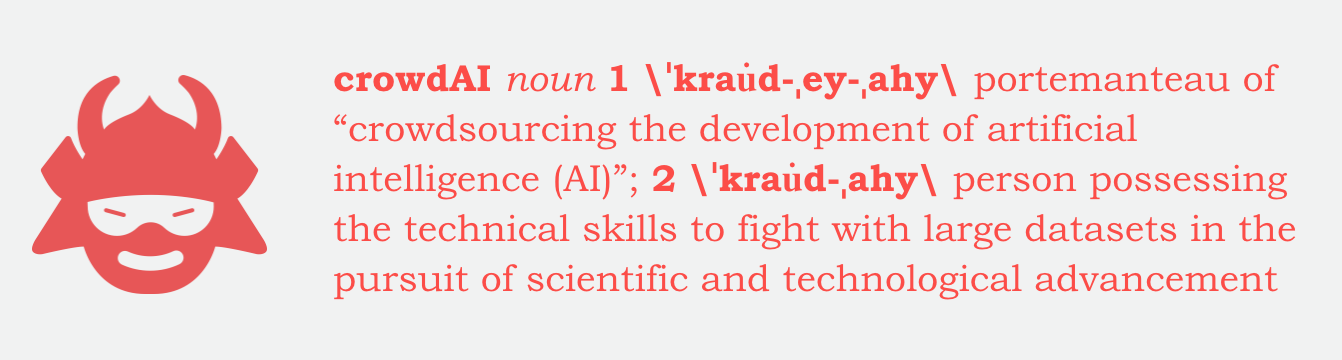 crowdAI noun 1 \ˈkrau̇d-ˌey-ˌahy\ portemanteau of
“crowdsourcing the development of artificial
intelligence (AI)”; 2 \ˈkrau̇d-ˌahy\ person possessing
the technical skills to fight with large datasets in the
pursuit of scientific and technological advancement